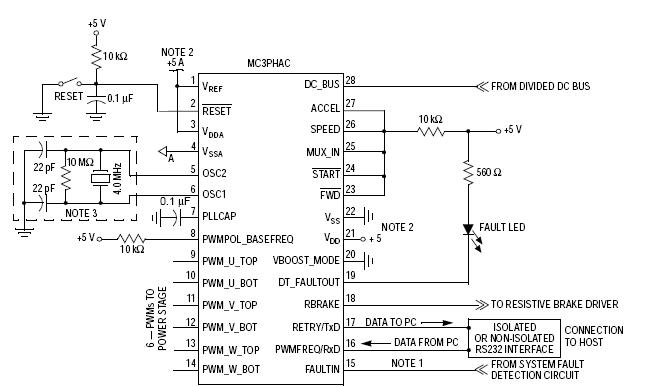 +5 V
10 kΩ
RESET
0.1 µF
NOTE 2
+5 A
MC3PHAC
1 VREF
2 RESET
3 VDDA
4 VSSA
A
5 OSC2
6 OSC1
7 PLLCAP
8 PWMPOL_BASEFREQ
9 PWM_U_TOP
10 PWM_U_BOT
11 PWM_V_TOP
12 PWM_V_BOT
13 PWM_W_TOP
14 PWM_W_BOT
22 pF
10 MΩ
4.0 MHz
22 pF
NOTE 3
0.1 µF
+5 V
10 kΩ
6 — PWMs TO
POWER STAGE
DC_BUS 28
ACCEL 27
SPEED 26
MUX_IN 25
START 24
FWD 23
VSS 22
VDD 21
VBOOST_MODE 20
DT_FAULTOUT 19
RBRAKE 18
RETRY/TxD 17
PWMFREQ/RxD 16
FAULTIN 15
FROM DIVIDED DC BUS
10 kΩ
+5 V
560 Ω
NOTE 2
+ 5
FAULT LED
TO RESISTIVE BRAKE DRIVER
DATA TO PC
DATA FROM PC
ISOLATED
OR NON-ISOLATED
RS232 INTERFACE
CONNECTION
TO HOST
NOTE 1
FROM SYSTEM FAULT
DETECTION CIRCUIT